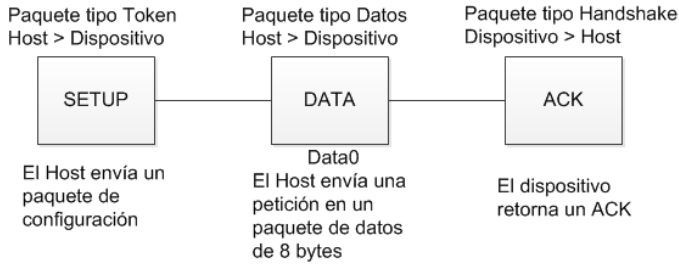 Paquete tipo Token
Host > Dispositivo
Paquete tipo Datos
Host > Dispositivo
Paquete tipo Handshake
Dispositivo > Host
SETUP
DATA
ACK
El Host envía un
paquete de
configuración
Data0
El Host envía una
petición en un
paquete de datos
de 8 bytes
El dispositivo
retorna un ACK